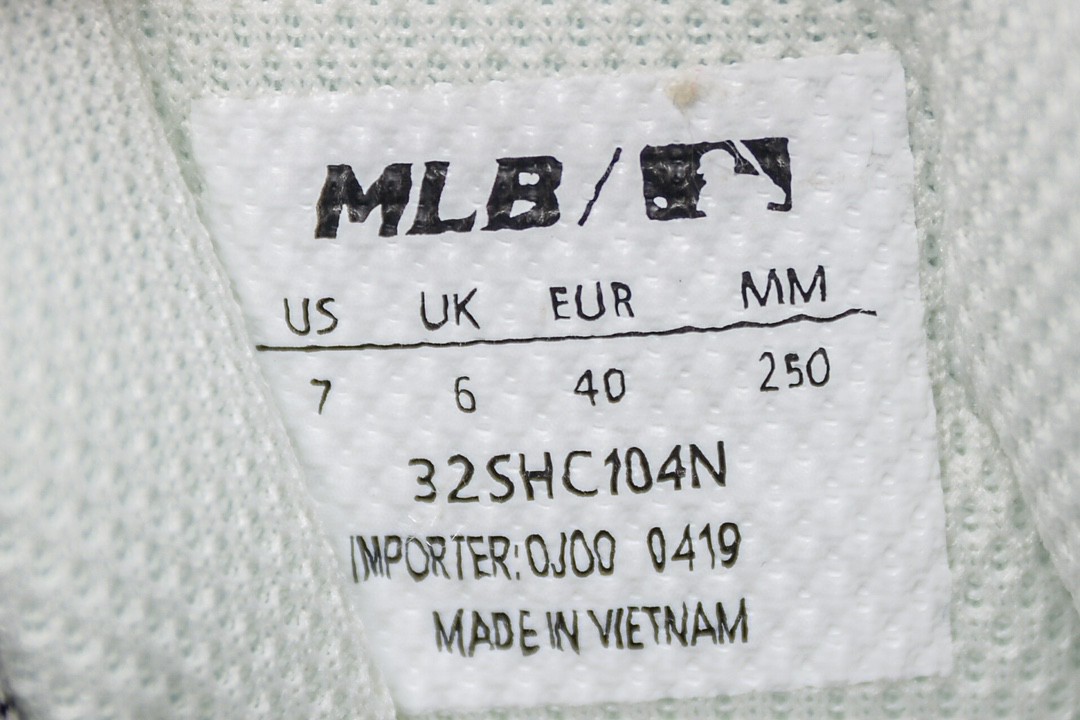 MLB/
US UK EUR MM
7 6 40 250
32SHC104N
IMPORTER:OJOO 0419
MADE IN VIETNAM